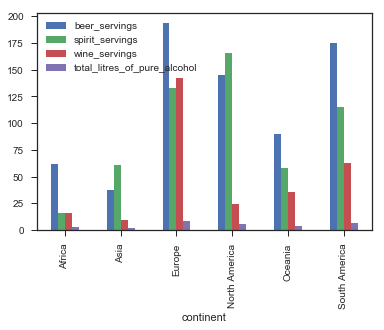 200
175
150
125
100
75
50
25
0
beer_servings
spirit_servings
wine_servings
total_litres_of_pure_alcohol
Africa
Asia
Europe
North America
Oceania
South America
continent